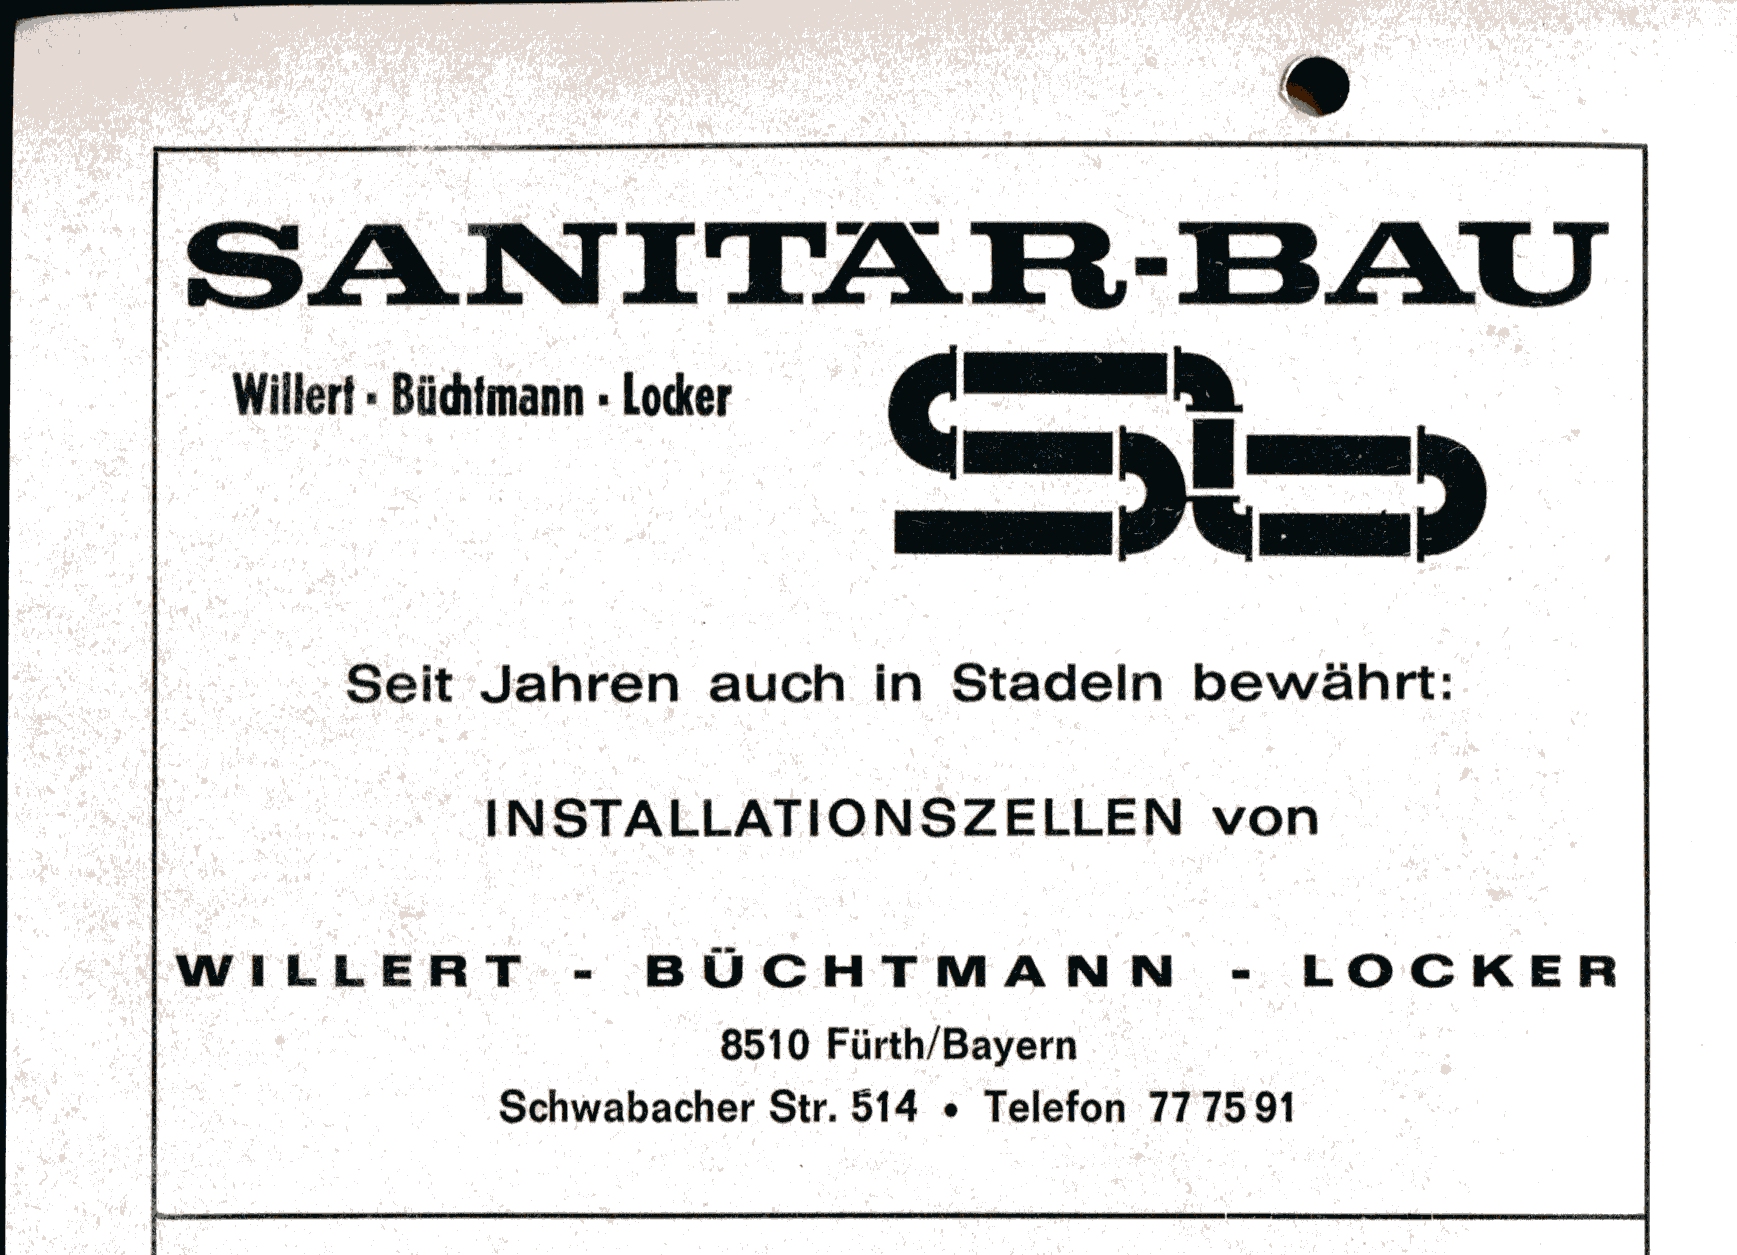 SANITÄR-BAU
Willert · Büchtmann · Locker
Sb
Seit Jahren auch in Stadeln bewährt:
INSTALLATIONSZELLEN von
WILLERT - BÜCHTMANN - LOCKER
8510 Fürth/Bayern
Schwabacher Str. 514 • Telefon 77 75 91